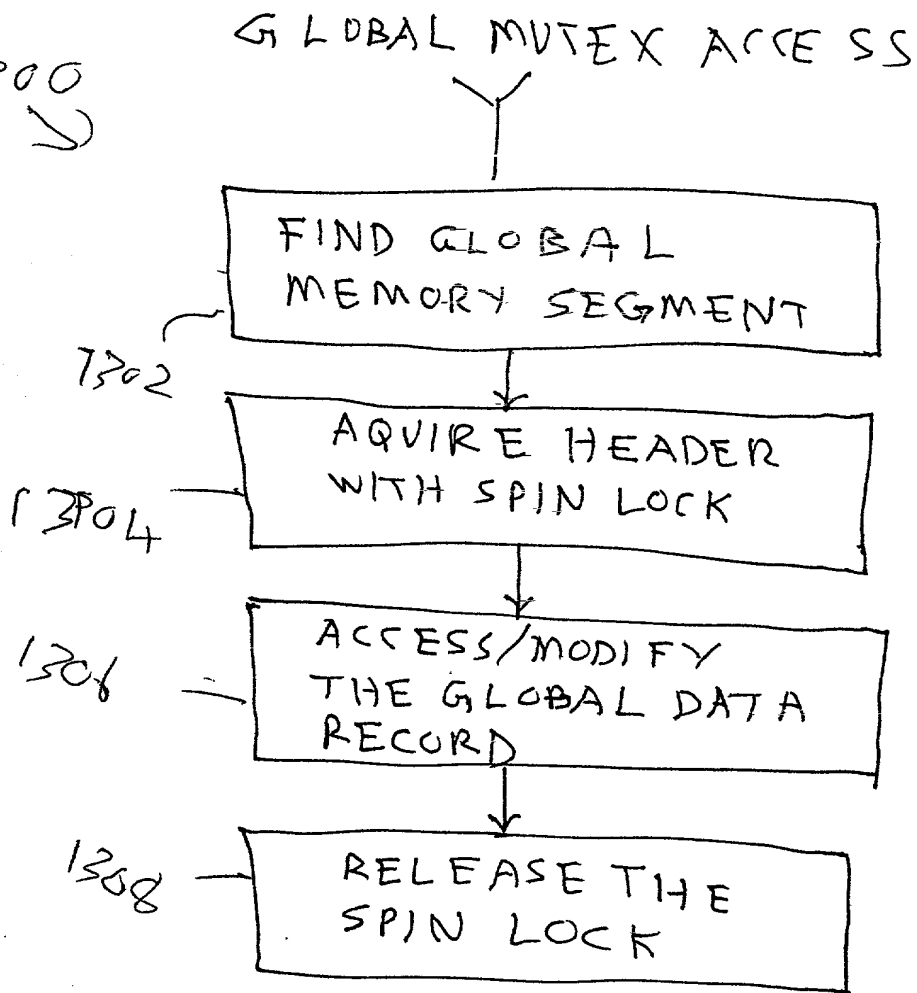 GLOBAL MUTEX ACCESS
FIND GLOBAL
MEMORY SEGMENT
1302
AQUIRE HEADER
WITH SPIN LOCK
1304
ACCESS/MODIFY
THE GLOBAL DATA
RECORD
1306
RELEASE THE
SPIN LOCK
1308